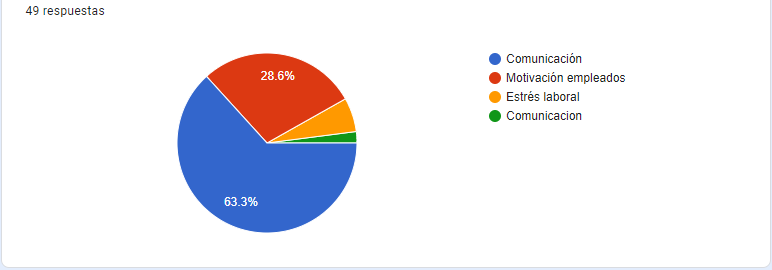 49 respuestas
28.6%
63.3%
Comunicación
Motivación empleados
Estrés laboral
Comunicacion